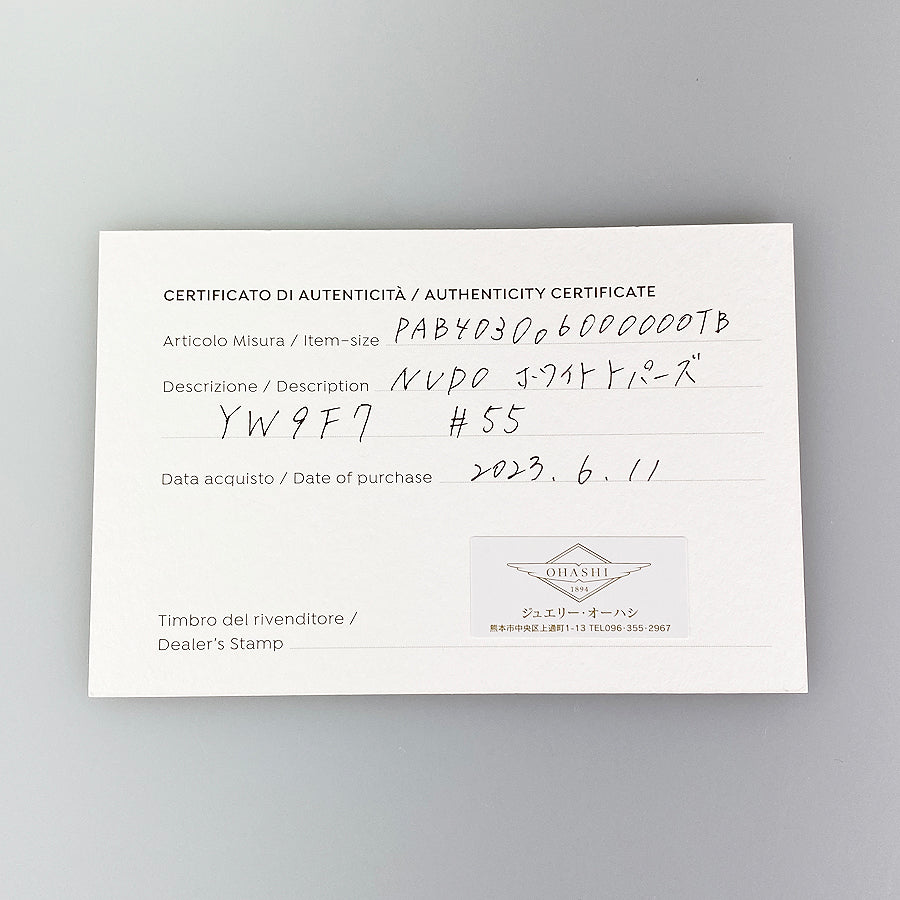 CERTIFICATO DI AUTENTICITÀ / AUTHENTICITY CERTIFICATE
Articolo Misura / Item-size PAB4030060000000TB
Descrizione / Description NUDO ホワイトトパーズ
YW9F7 #55
Data acquisto / Date of purchase 2023.6.11
OHASHI
1894
ジュエリー・オーハシ
熊本市中央区上通町1-13 TEL096-355-2967
Timbro del rivenditore /
Dealer's Stamp